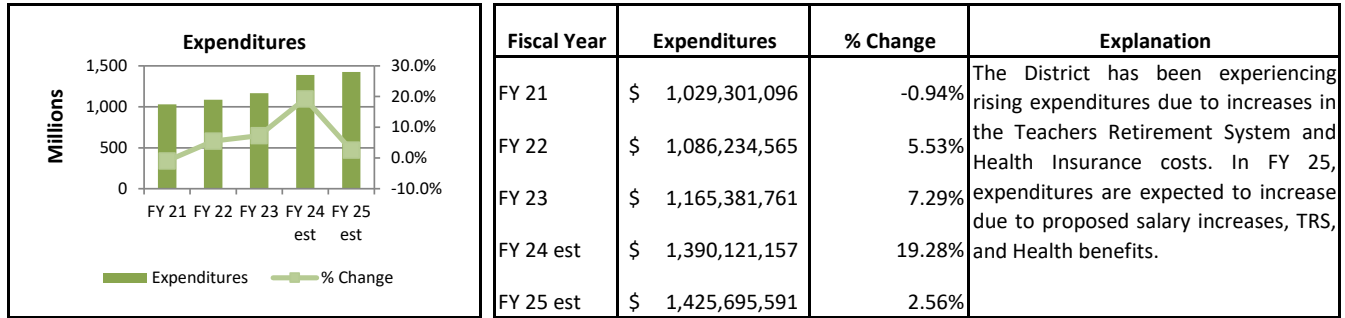 Expenditures
1,500
1,000
500
0
Millions
30.0%
20.0%
10.0%
0.0%
-10.0%
FY 21 FY 22 FY 23 FY 24 FY 25
est est
Expenditures % Change
Fiscal Year Expenditures % Change Explanation
FY 21 $ 1,029,301,096 -0.94%
FY 22 $ 1,086,234,565 5.53%
FY 23 $ 1,165,381,761 7.29%
FY 24 est $ 1,390,121,157 19.28%
FY 25 est $ 1,425,695,591 2.56%
The District has been experiencing
rising expenditures due to increases in
the Teachers Retirement System and
Health Insurance costs. In FY 25,
expenditures are expected to increase
due to proposed salary increases, TRS,
and Health benefits.